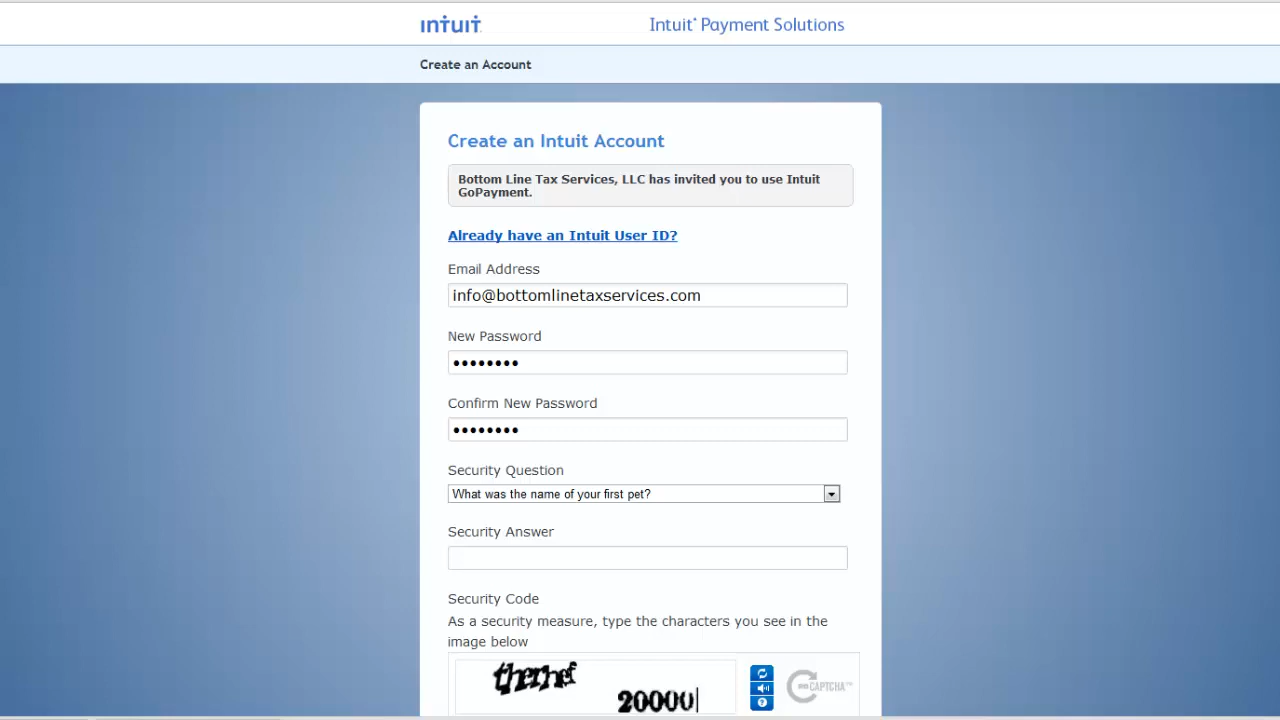 intuit
Intuit® Payment Solutions
Create an Account
Create an Intuit Account
Bottom Line Tax Services, LLC has invited you to use Intuit
GoPayment.
Already have an Intuit User ID?
Email Address
info@bottomlinetaxservices.com
New Password
••••••••
Confirm New Password
••••••••
Security Question
What was the name of your first pet?
Security Answer
Security Code
As a security measure, type the characters you see in the
image below
reCAPTCHA™